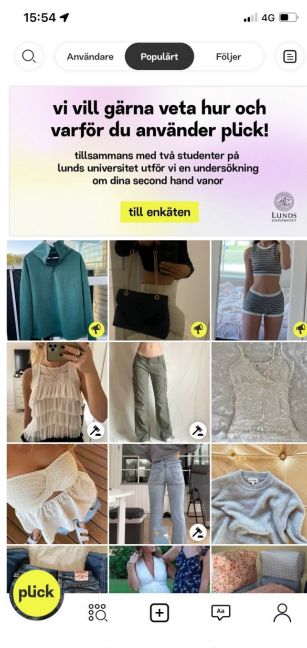 15:54
4G
Användare
Populärt
Följer
vi vill gärna veta hur och
varför du använder plick!
tillsammans med två studenter på
lunds universitet utför vi en undersökning
om dina second hand vanor
till enkäten
LUNDS
UNIVERSITET
plick
Aa